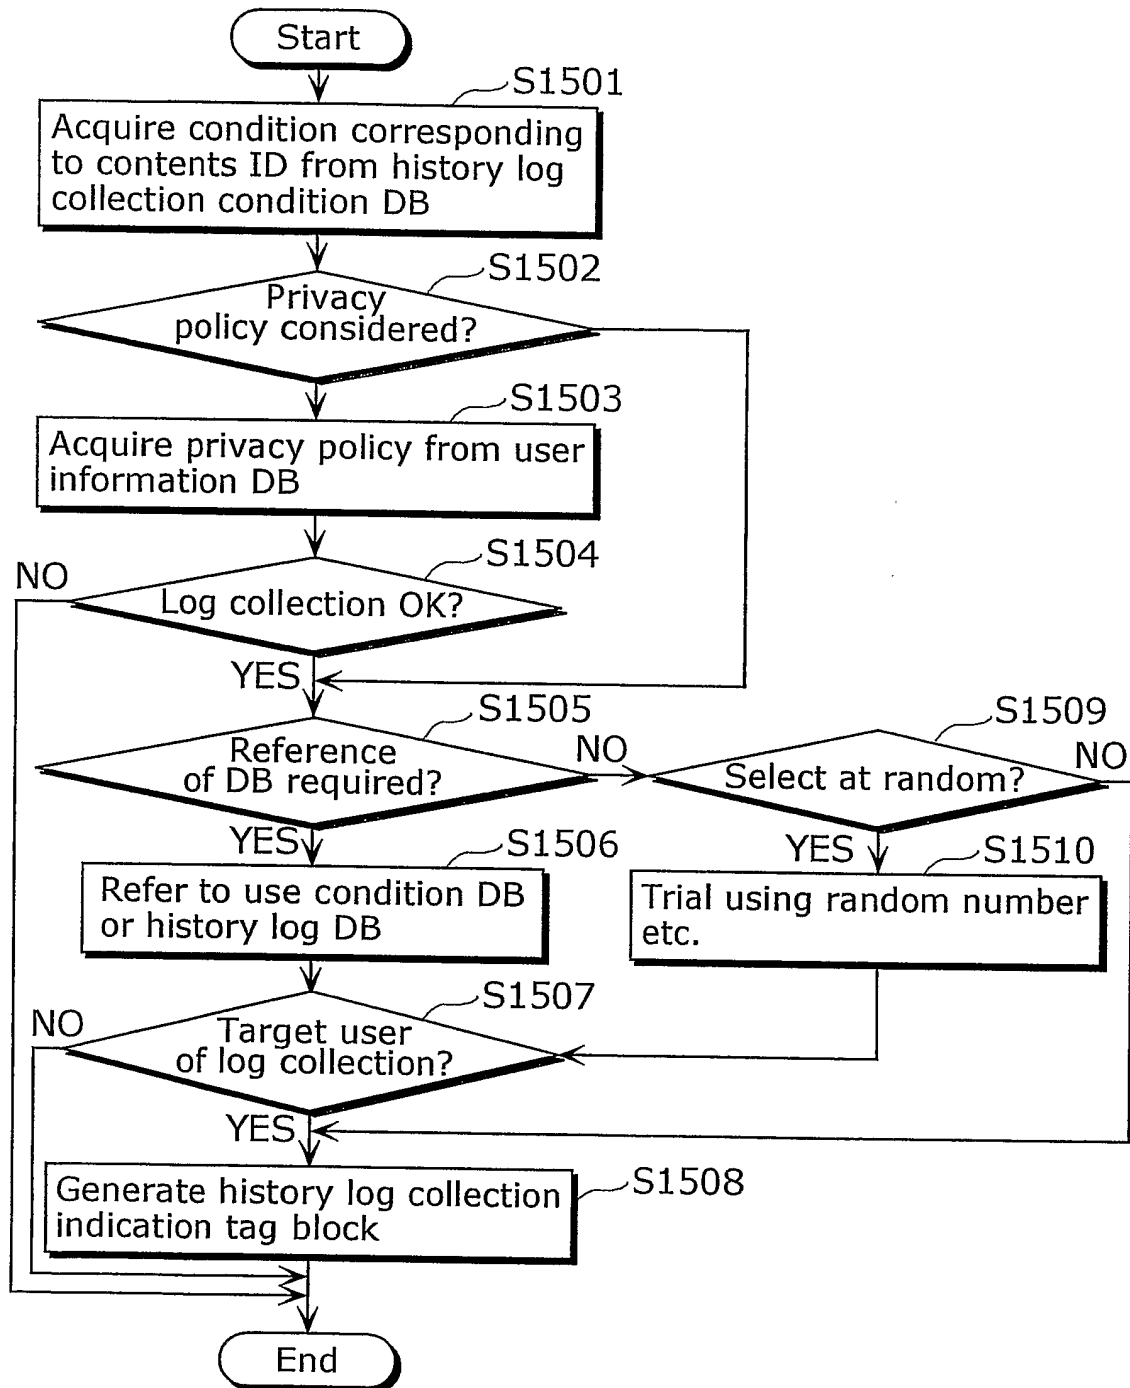 Start
S1501
Acquire condition corresponding
to contents ID from history log
collection condition DB
S1502
Privacy
policy considered?
S1503
Acquire privacy policy from user
information DB
S1504
NO
Log collection OK?
YES
S1505
Reference
of DB required?
NO
YES
S1509
Select at random?
NO
YES
S1506
Refer to use condition DB
or history log DB
S1510
Trial using random number
etc.
S1507
NO
Target user
of log collection?
YES
S1508
Generate history log collection
indication tag block
End